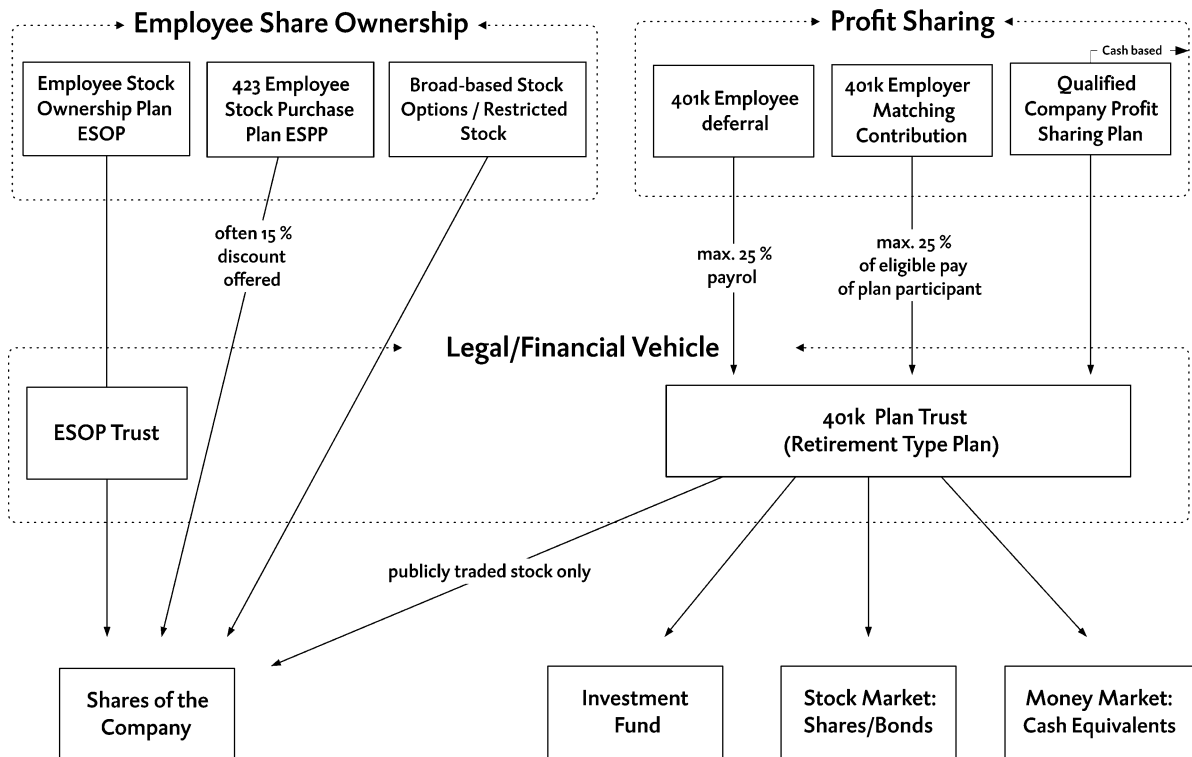 Employee Share Ownership
Profit Sharing
Cash based
Employee Stock
Ownership Plan
ESOP
423 Employee
Stock Purchase
Plan ESPP
Broad-based Stock
Options / Restricted
Stock
401k Employee
deferral
401k Employer
Matching
Contribution
Qualified
Company Profit
Sharing Plan
often 15 %
discount
offered
max. 25 %
payrol
max. 25 %
of eligible pay
of plan participant
Legal/Financial Vehicle
ESOP Trust
401k Plan Trust
(Retirement Type Plan)
publicly traded stock only
Shares of the
Company
Investment
Fund
Stock Market:
Shares/Bonds
Money Market:
Cash Equivalents